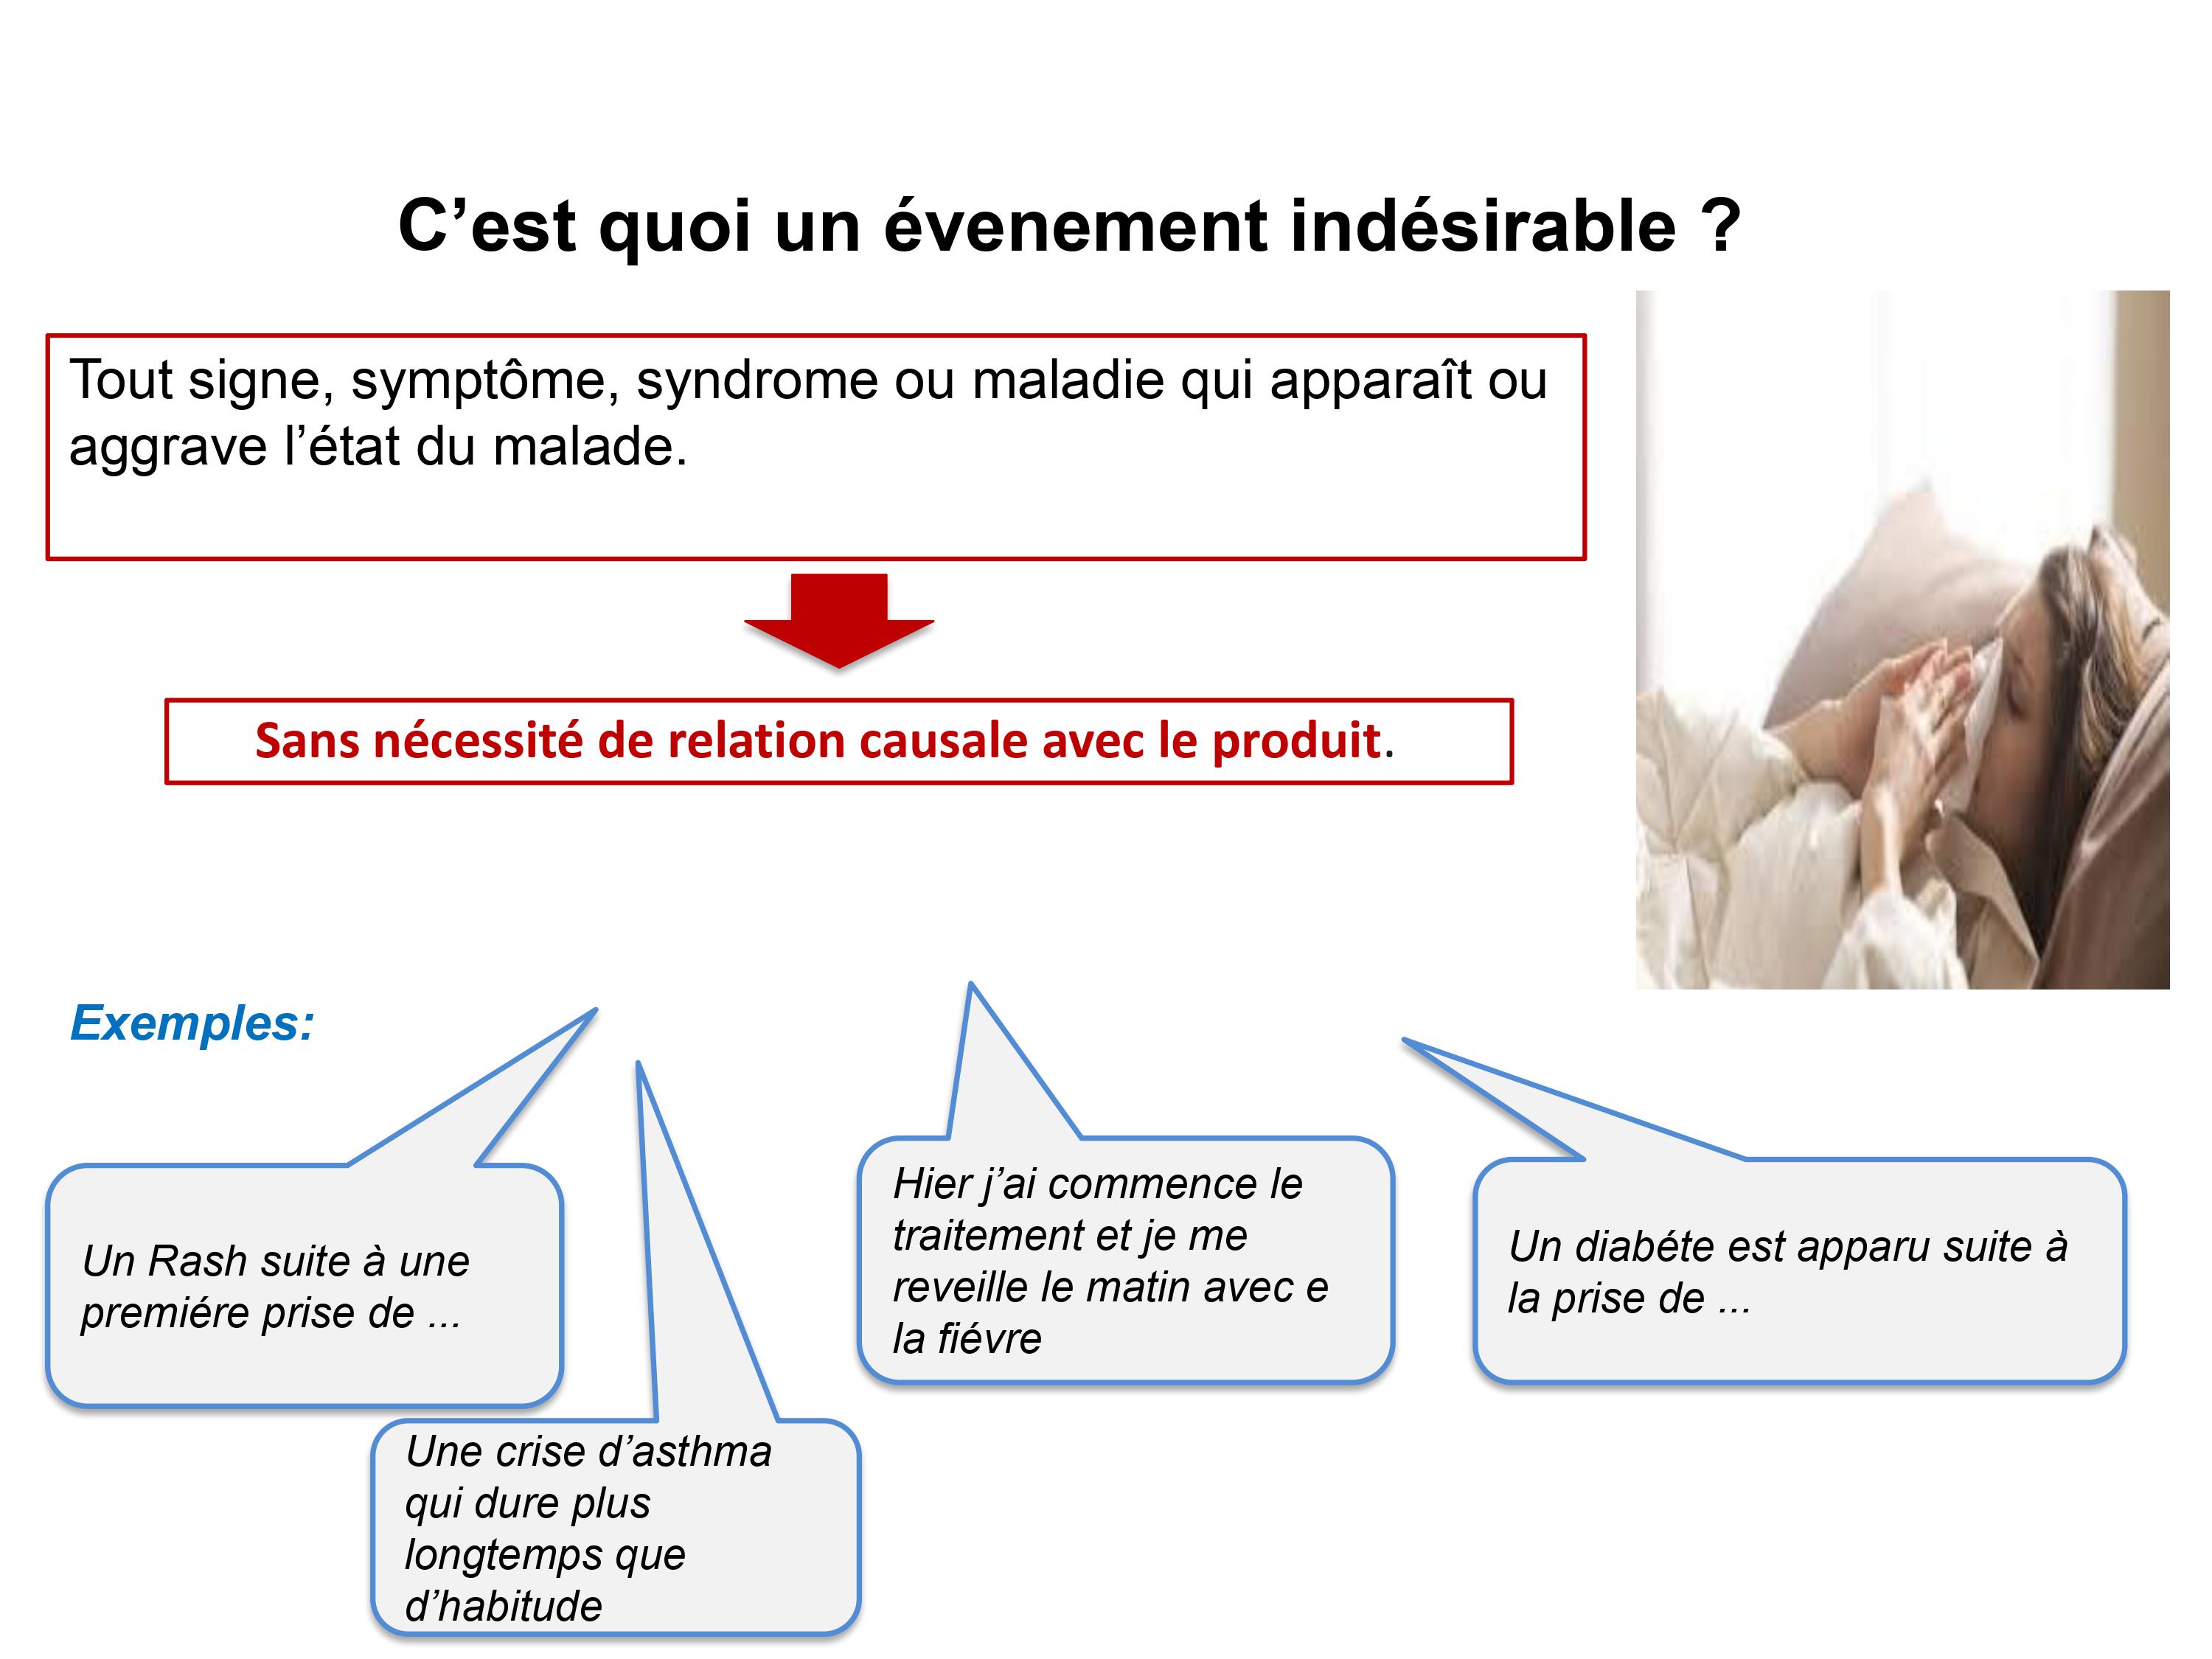 C’est quoi un évenement indésirable ?
Tout signe, symptôme, syndrome ou maladie qui apparaît ou
aggrave l’état du malade.
Sans nécessité de relation causale avec le produit.
Exemples:
Un Rash suite à une
premiére prise de ...
Une crise d’asthma
qui dure plus
longtemps que
d’habitude
Hier j’ai commence le
traitement et je me
reveille le matin avec e
la fiévre
Un diabéte est apparu suite à
la prise de ...